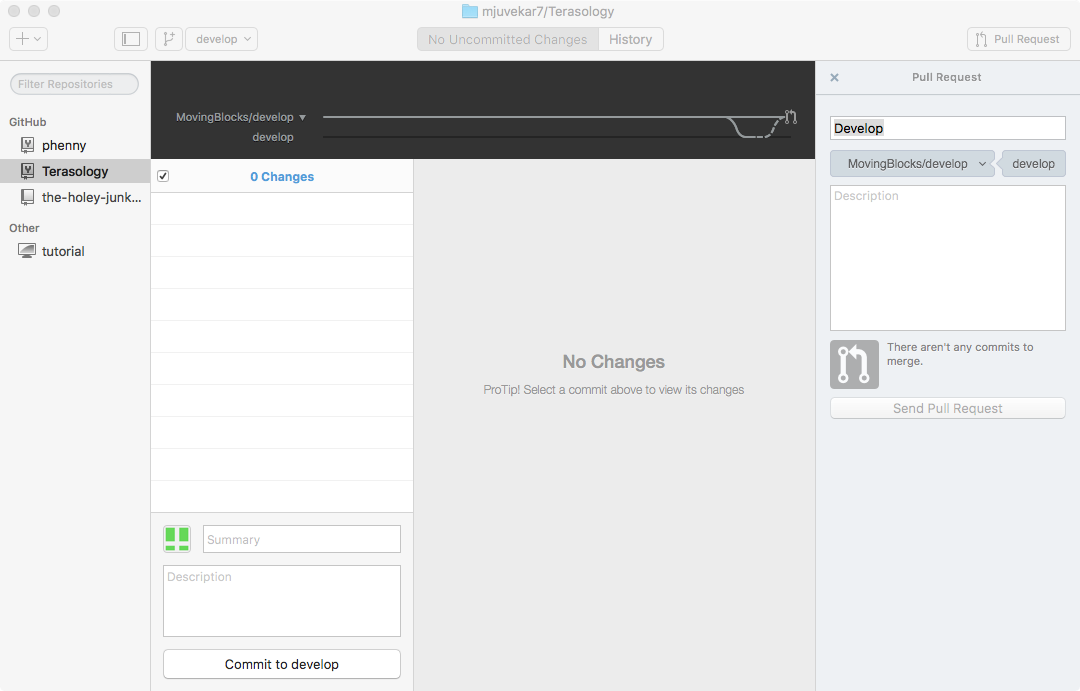 mjuvekar7/Terasology
develop
No Uncommitted Changes
History
Pull Request
Filter Repositories
GitHub
phenny
Terasology
the-holey-junk...
Other
tutorial
MovingBlocks/develop
develop
0 Changes
No Changes
ProTip! Select a commit above to view its changes
Summary
Description
Commit to develop
Pull Request
Develop
MovingBlocks/develop
develop
Description
There aren't any commits to
merge.
Send Pull Request